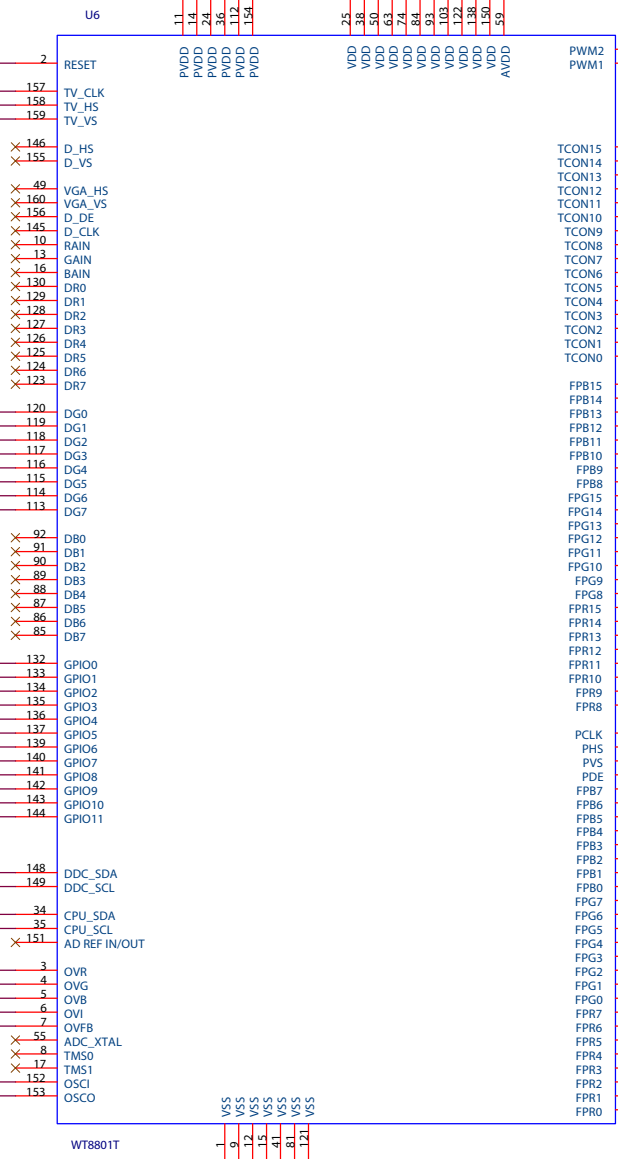 U6
11 14 24 36 112 154
25 38 50 63 74 84 93 103 122 138 150 59
PVDD PVDD PVDD PVDD PVDD PVDD
VDD VDD VDD VDD VDD VDD VDD VDD VDD VDD VDD AVDD
PWM2
2 RESET PWM1
157 TV_CLK
158 TV_HS
159 TV_VS
146 D_HS TCON15
155 D_VS TCON14
TCON13
49 VGA_HS TCON12
160 VGA_VS TCON11
156 D_DE TCON10
145 D_CLK TCON9
10 RAIN TCON8
13 GAIN TCON7
16 BAIN TCON6
130 DR0 TCON5
129 DR1 TCON4
128 DR2 TCON3
127 DR3 TCON2
126 DR4 TCON1
125 DR5 TCON0
124 DR6
123 DR7 FPB15
FPB14
120 DG0 FPB13
119 DG1 FPB12
118 DG2 FPB11
117 DG3 FPB10
116 DG4 FPB9
115 DG5 FPB8
114 DG6 FPG15
113 DG7 FPG14
FPG13
92 DB0 FPG12
91 DB1 FPG11
90 DB2 FPG10
89 DB3 FPG9
88 DB4 FPG8
87 DB5 FPR15
86 DB6 FPR14
85 DB7 FPR13
FPR12
132 GPIO0 FPR11
133 GPIO1 FPR10
134 GPIO2 FPR9
135 GPIO3 FPR8
136 GPIO4
137 GPIO5 PCLK
139 GPIO6 PHS
140 GPIO7 PVS
141 GPIO8 PDE
142 GPIO9 FPB7
143 GPIO10 FPB6
144 GPIO11 FPB5
FPB4
FPB3
FPB2
148 DDC_SDA FPB1
149 DDC_SCL FPB0
FPG7
34 CPU_SDA FPG6
35 CPU_SCL FPG5
151 AD REF IN/OUT FPG4
FPG3
3 OVR FPG2
4 OVG FPG1
5 OVB FPG0
6 OVI FPR7
7 OVFB FPR6
55 ADC_XTAL FPR5
8 TMS0 FPR4
17 TMS1 FPR3
152 OSCI FPR2
153 OSCO FPR1
FPR0
VSS VSS VSS VSS VSS VSS VSS
1 9 12 15 41 81 121
WT8801T